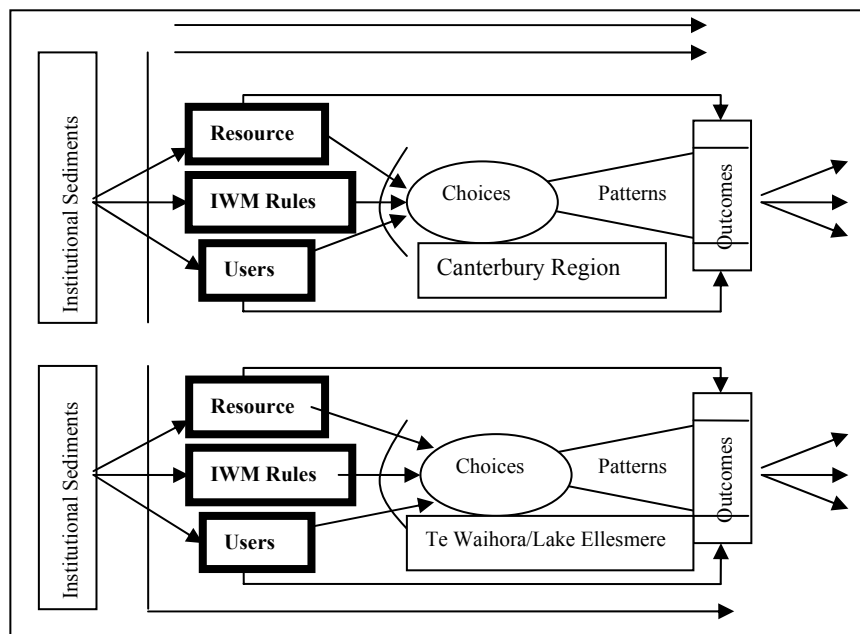 Institutional Sediments
Resource
IWM Rules
Users
Choices
Patterns
Outcomes
Canterbury Region
Institutional Sediments
Resource
IWM Rules
Users
Choices
Patterns
Outcomes
Te Waihora/Lake Ellesmere